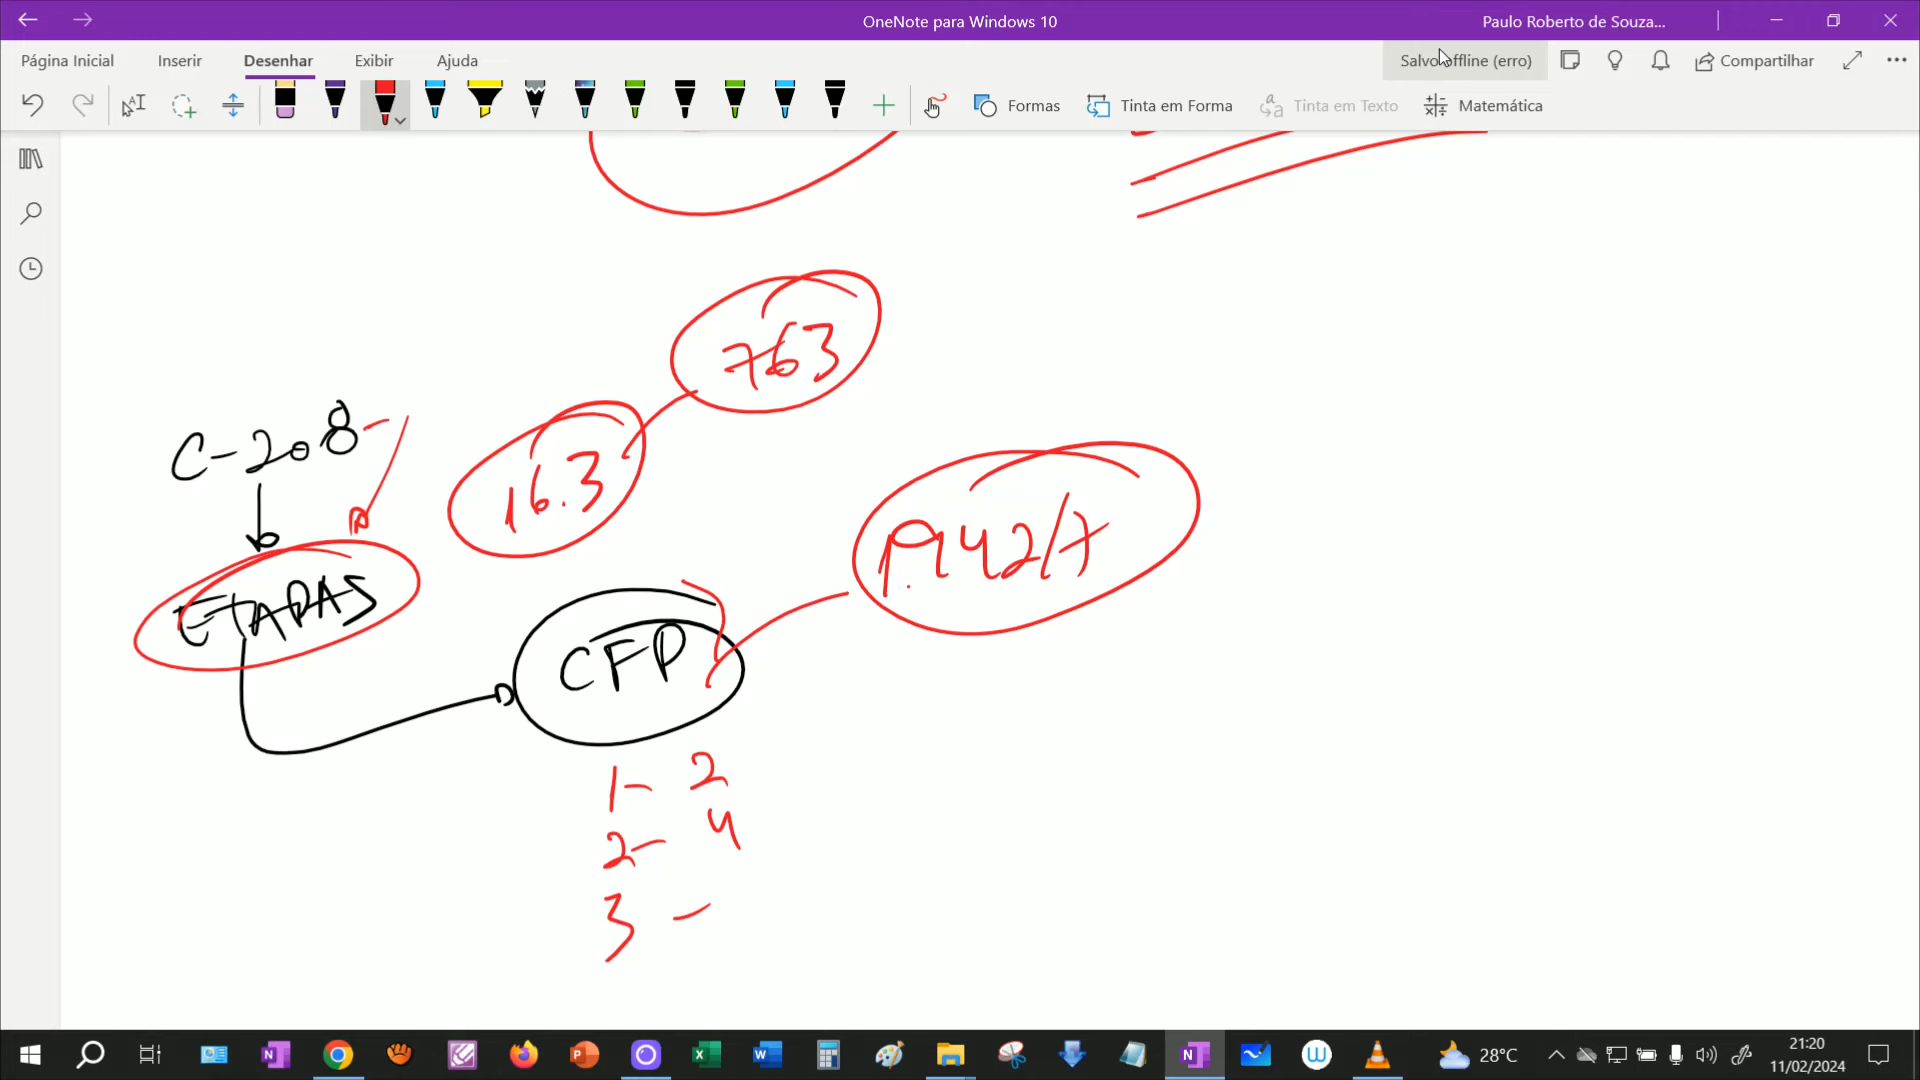 OneNote para Windows 10
Paulo Roberto de Souza...
Página Inicial
Inserir
Desenhar
Exibir
Ajuda
Salvo offline (erro)
Compartilhar
Formas
Tinta em Forma
Tinta em Texto
Matemática
763
C-208-
16.3
1.942/7
ETAPAS
CFP
1- 2
2- 4
3 -
28°C
21:20
11/02/2024